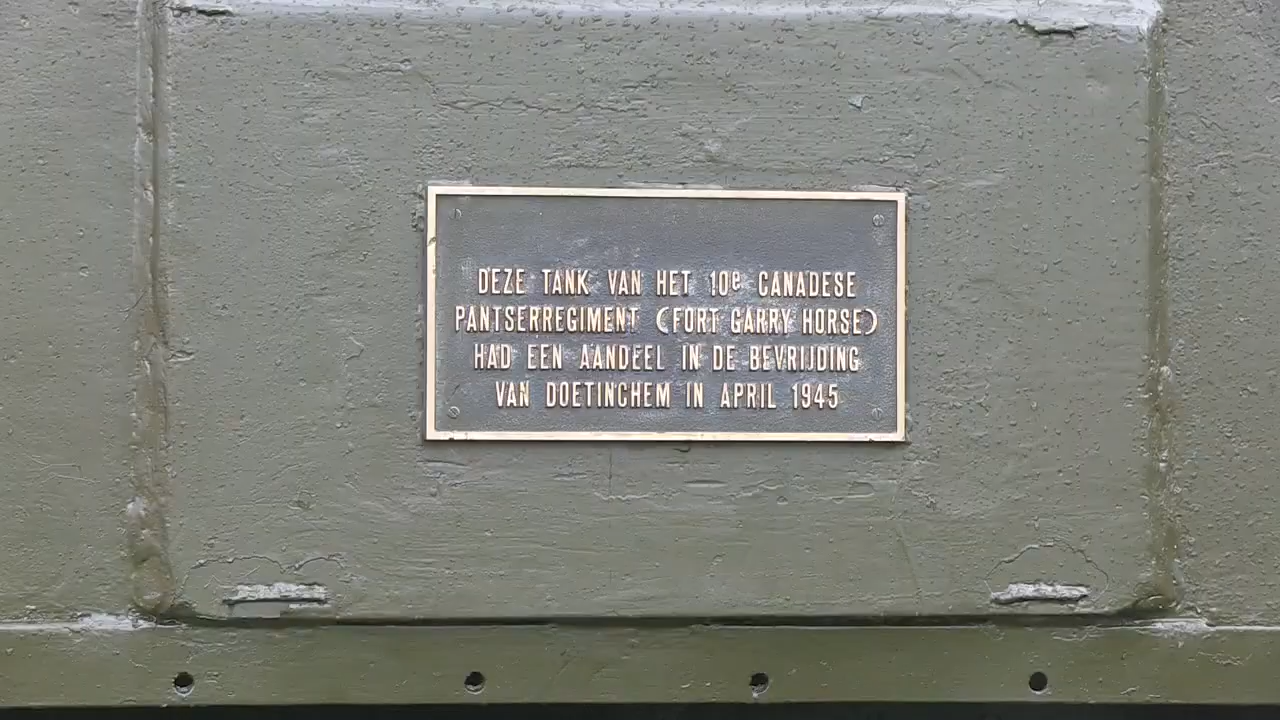 DEZE TANK VAN HET 10e CANADESE
PANTSERREGIMENT (FORT GARRY HORSE)
HAD EEN AANDEEL IN DE BEVRIJDING
VAN DOETINCHEM IN APRIL 1945